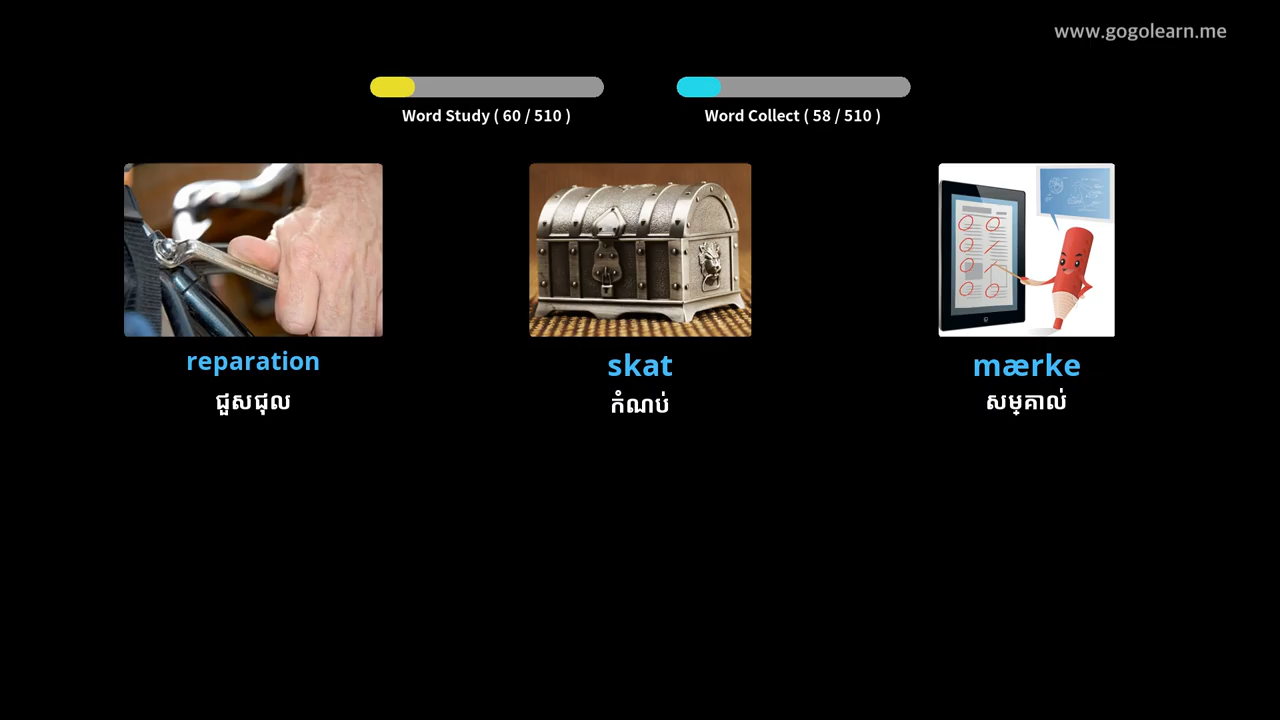 www.gogolearn.me
Word Study ( 60 / 510 )
Word Collect ( 58 / 510 )
reparation
skat
mærke
ជួសជុល
កំណប់
សម្គាល់